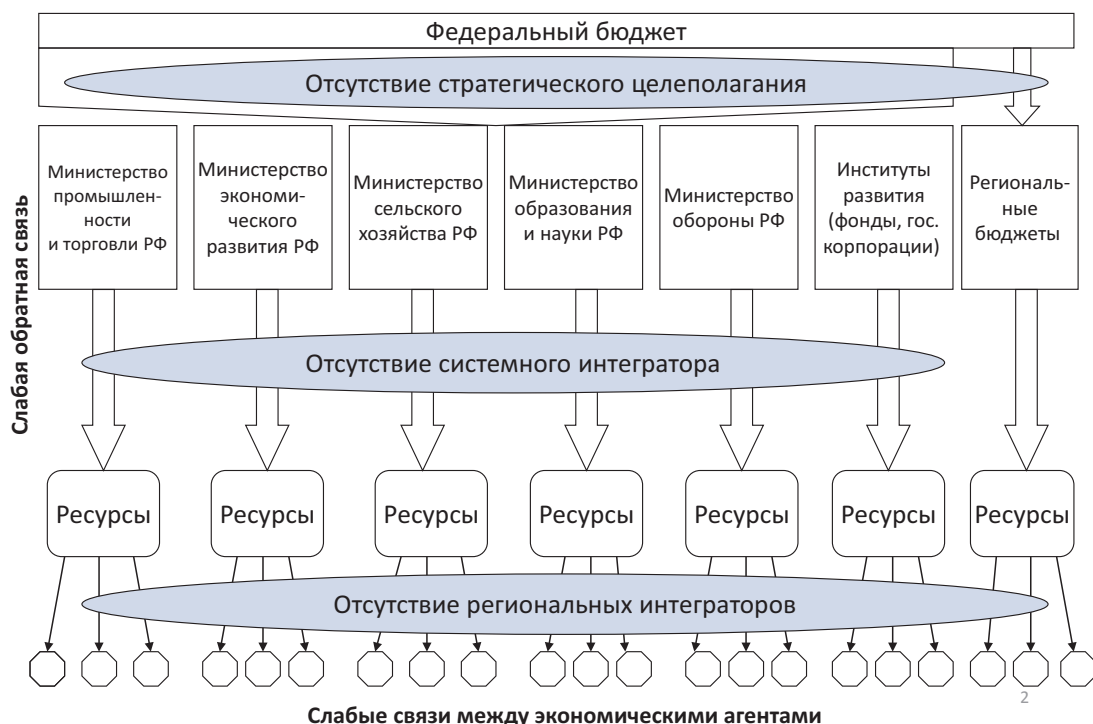 Федеральный бюджет
Отсутствие стратегического целеполагания
Слабая обратная связь
Министерство
промышлен-
ности
и торговли РФ
Министерство
экономи-
ческого
развития РФ
Министерство
сельского
хозяйства РФ
Министерство
образования
и науки РФ
Министерство
обороны РФ
Институты
развития
(фонды, гос.
корпорации)
Региональ-
ные
бюджеты
Отсутствие системного интегратора
Ресурсы
Ресурсы
Ресурсы
Ресурсы
Ресурсы
Ресурсы
Ресурсы
Отсутствие региональных интеграторов
2
Слабые связи между экономическими агентами